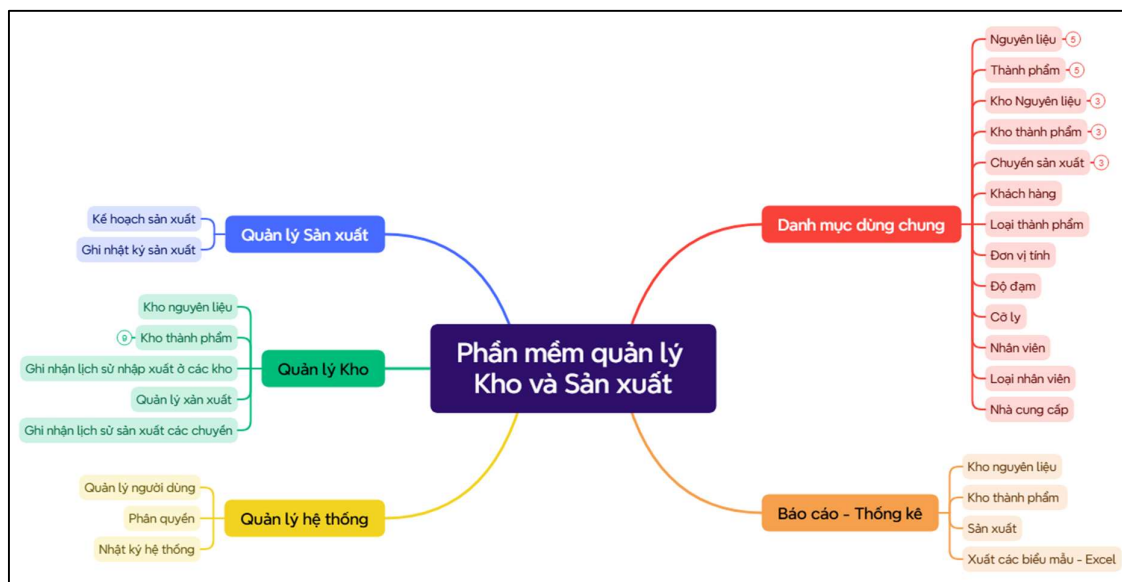 Phần mềm quản lý
Kho và Sản xuất
Quản lý Sản xuất
Kế hoạch sản xuất
Ghi nhật ký sản xuất
Quản lý Kho
Kho nguyên liệu
9
Kho thành phẩm
Ghi nhận lịch sử nhập xuất ở các kho
Quản lý xản xuất
Ghi nhận lịch sử sản xuất các chuyền
Quản lý hệ thống
Quản lý người dùng
Phân quyền
Nhật ký hệ thống
Danh mục dùng chung
Nguyên liệu 5
Thành phẩm 5
Kho Nguyên liệu 3
Kho thành phẩm 3
Chuyền sản xuất 3
Khách hàng
Loại thành phẩm
Đơn vị tính
Độ đạm
Cỡ ly
Nhân viên
Loại nhân viên
Nhà cung cấp
Báo cáo - Thống kê
Kho nguyên liệu
Kho thành phẩm
Sản xuất
Xuất các biểu mẫu - Excel